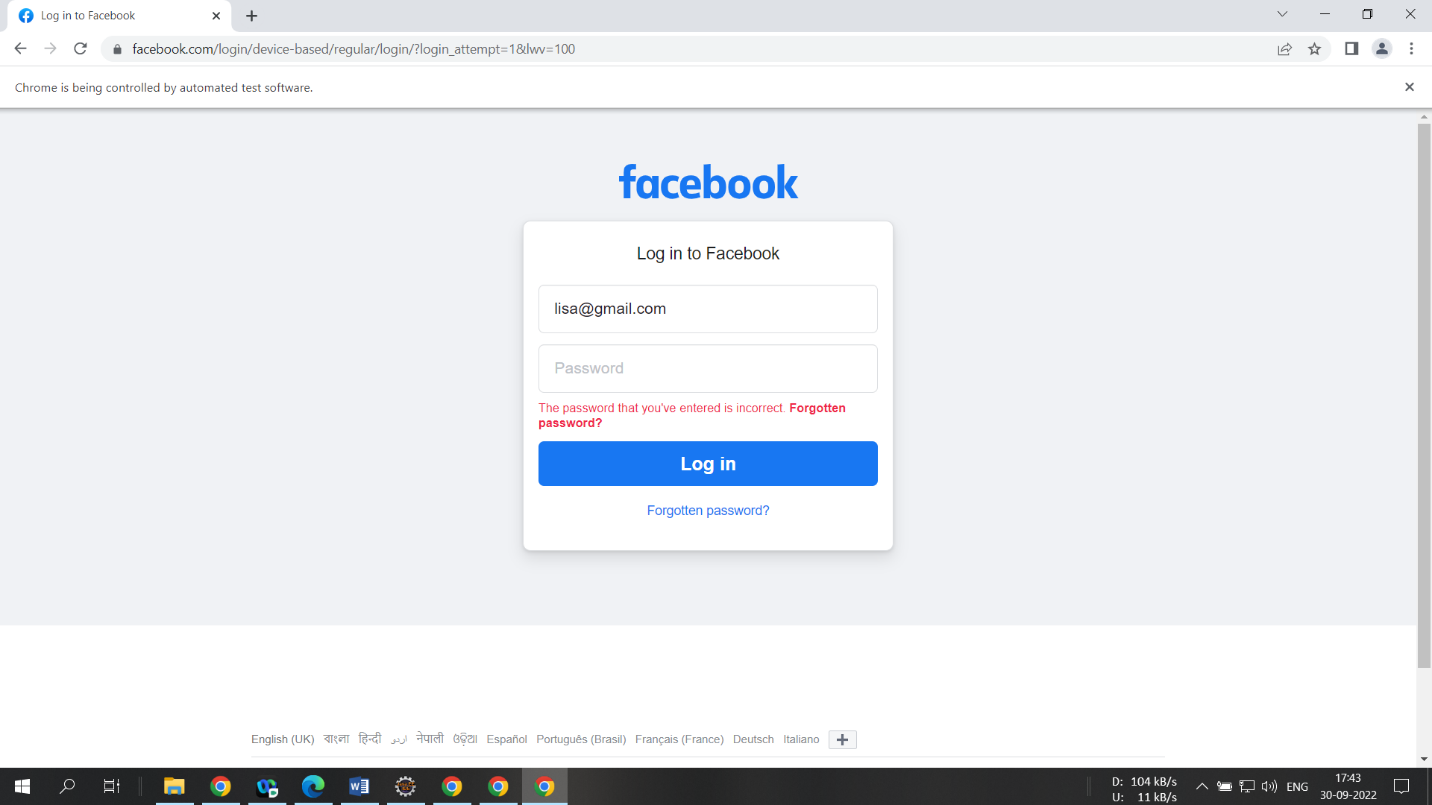 Log in to Facebook
facebook.com/login/device-based/regular/login/?login_attempt=1&lwv=100
Chrome is being controlled by automated test software.
facebook
Log in to Facebook
lisa@gmail.com
Password
The password that you've entered is incorrect. Forgotten
password?
Log in
Forgotten password?
English (UK) বাংলা हिन्दी اردو नेपाली ଓଡ଼ିଆ Español Português (Brasil) Français (France) Deutsch Italiano
D: 104 kB/s
U: 11 kB/s
ENG
17:43
30-09-2022